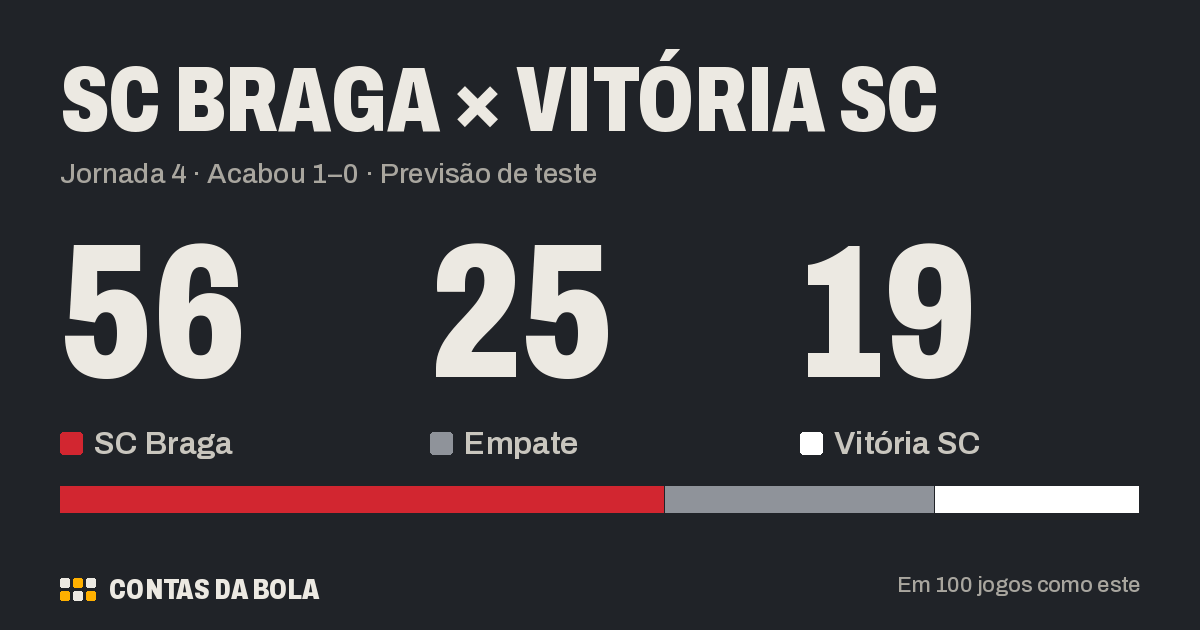 SC BRAGA × VITÓRIA SC
Jornada 4 · Acabou 1–0 · Previsão de teste
56 25 19
SC Braga Empate Vitória SC
CONTAS DA BOLA
Em 100 jogos como este